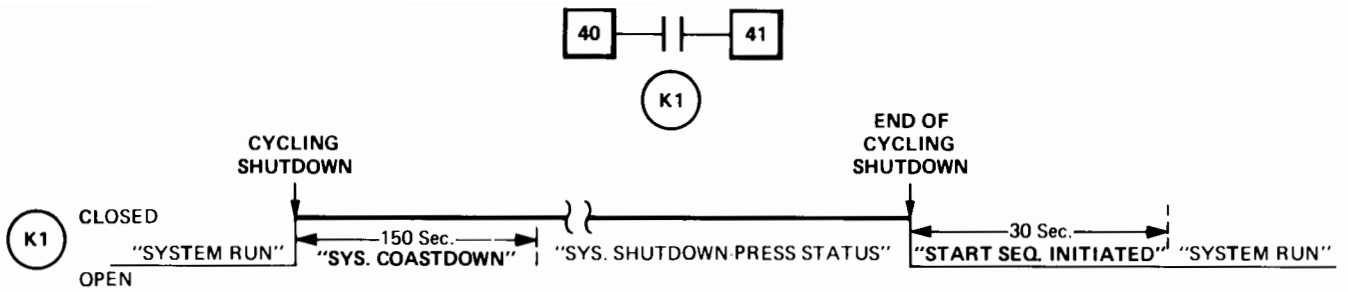 40 41
K1
CYCLING
SHUTDOWN
END OF
CYCLING
SHUTDOWN
K1
CLOSED
"SYSTEM RUN"
OPEN
150 Sec.
"SYS. COASTDOWN"
"SYS. SHUTDOWN-PRESS STATUS"
30 Sec.
"START SEQ. INITIATED"
"SYSTEM RUN"